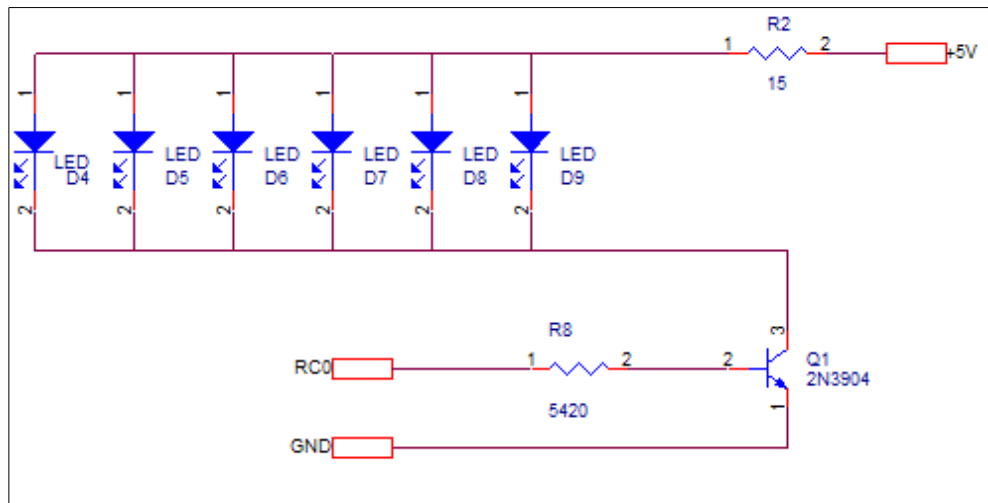 R2
1 2
+5V
15
1 1 1 1 1 1
LED LED LED LED LED LED
D4 D5 D6 D7 D8 D9
2 2 2 2 2 2
R8
3
RC0
1 2
2
Q1
2N3904
5420
1
GND